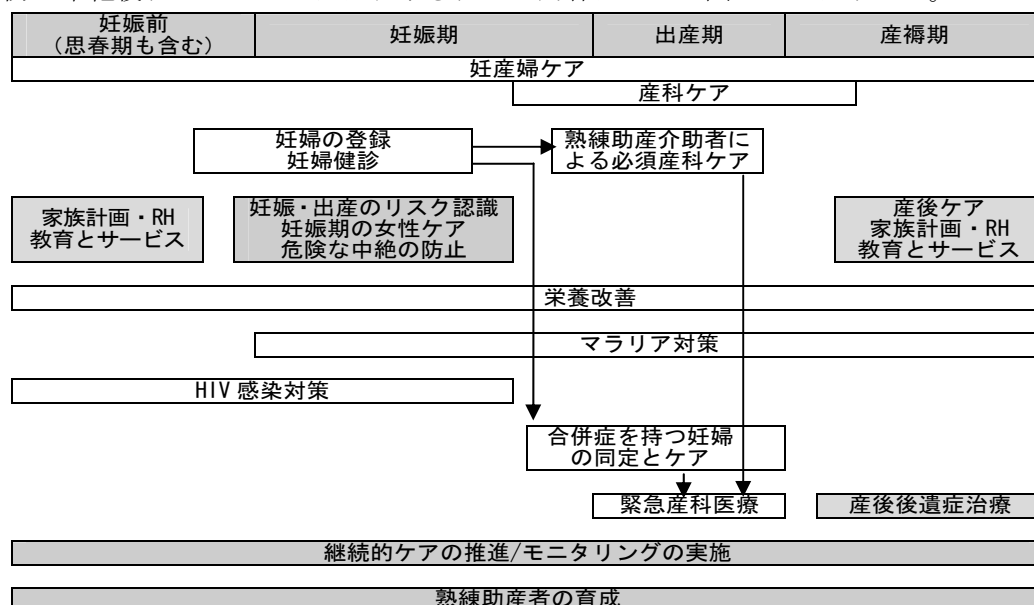 妊娠前
(思春期も含む)
妊娠期
出産期
産褥期
妊産婦ケア
産科ケア
妊婦の登録
妊婦健診
熟練助産介助者に
よる必須産科ケア
家族計画・RH
教育とサービス
妊娠・出産のリスク認識
妊娠期の女性ケア
危険な中絶の防止
産後ケア
家族計画・RH
教育とサービス
栄養改善
マラリア対策
HIV 感染対策
合併症を持つ妊婦
の同定とケア
緊急産科医療
産後後遺症治療
継続的ケアの推進/モニタリングの実施
熟練助産者の育成